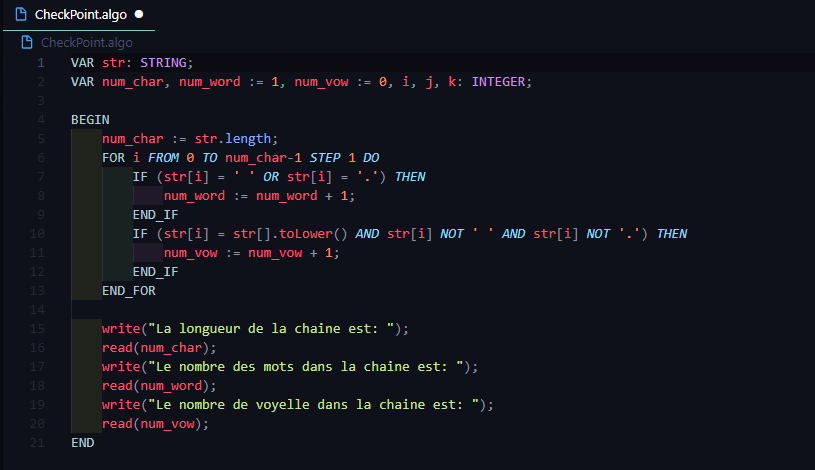 CheckPoint.algo
CheckPoint.algo
1 VAR str: STRING;
2 VAR num_char, num_word := 1, num_vow := 0, i, j, k: INTEGER;
3
4 BEGIN
5 num_char := str.length;
6 FOR i FROM 0 TO num_char-1 STEP 1 DO
7 IF (str[i] = ' ' OR str[i] = '.') THEN
8 num_word := num_word + 1;
9 END_IF
10 IF (str[i] = str[].toLower() AND str[i] NOT ' ' AND str[i] NOT '.') THEN
11 num_vow := num_vow + 1;
12 END_IF
13 END_FOR
14
15 write("La longueur de la chaine est: ");
16 read(num_char);
17 write("Le nombre des mots dans la chaine est: ");
18 read(num_word);
19 write("Le nombre de voyelle dans la chaine est: ");
20 read(num_vow);
21 END